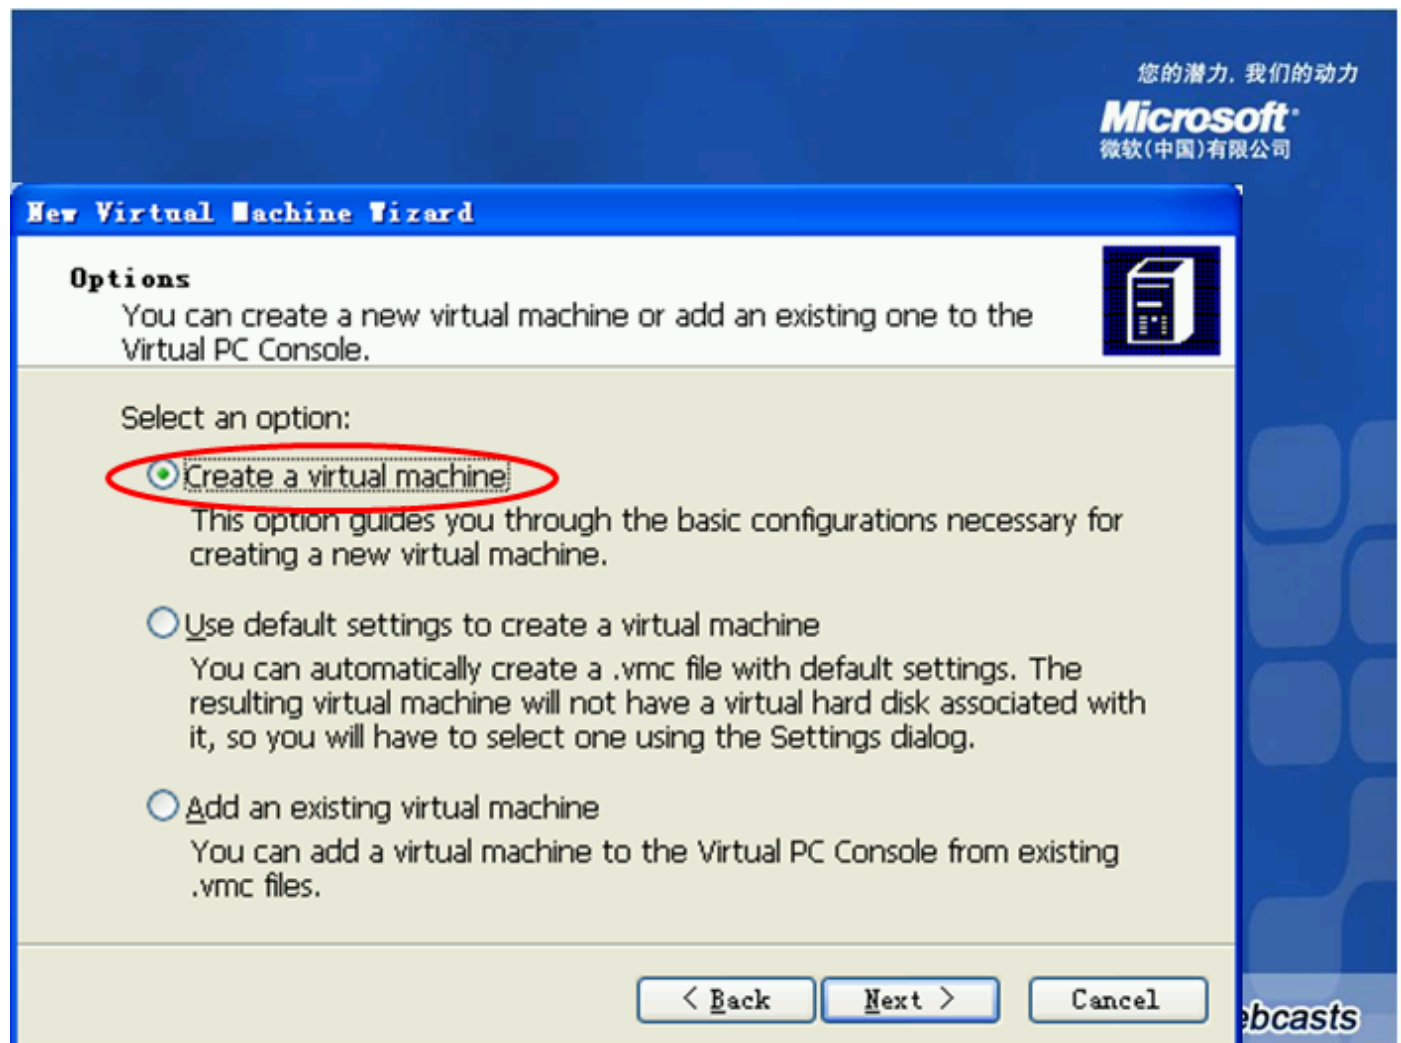 您的潜力，我们的动力
Microsoft
微软(中国)有限公司
New Virtual Machine Wizard
Options
You can create a new virtual machine or add an existing one to the
Virtual PC Console.
Select an option:
Create a virtual machine
This option guides you through the basic configurations necessary for
creating a new virtual machine.
Use default settings to create a virtual machine
You can automatically create a .vmc file with default settings. The
resulting virtual machine will not have a virtual hard disk associated with
it, so you will have to select one using the Settings dialog.
Add an existing virtual machine
You can add a virtual machine to the Virtual PC Console from existing
.vmc files.
< Back
Next >
Cancel
ebcasts